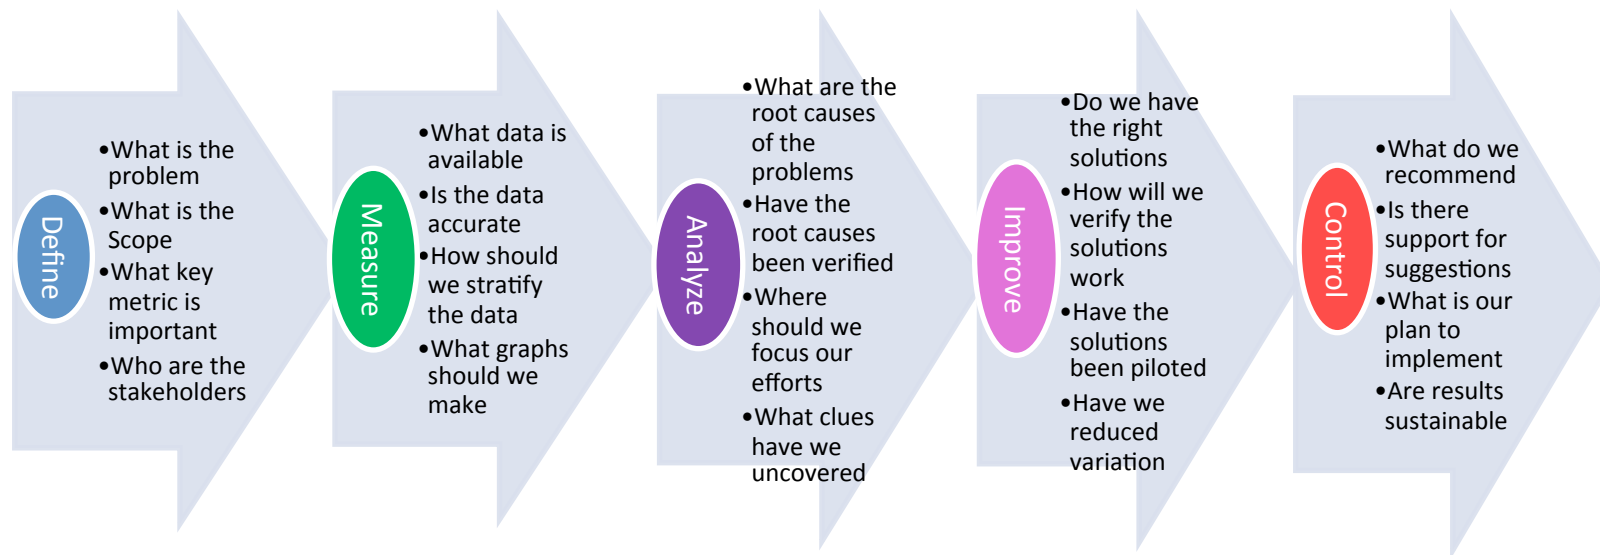 Define
•What is the
problem
•What is the
Scope
•What key
metric is
important
•Who are the
stakeholders
Measure
•What data is
available
•Is the data
accurate
•How should
we stratify
the data
•What graphs
should we
make
Analyze
•What are the
root causes
of the
problems
•Have the
root causes
been verified
•Where
should we
focus our
efforts
•What clues
have we
uncovered
Improve
•Do we have
the right
solutions
•How will we
verify the
solutions
work
•Have the
solutions
been piloted
•Have we
reduced
variation
Control
•What do we
recommend
•Is there
support for
suggestions
•What is our
plan to
implement
•Are results
sustainable